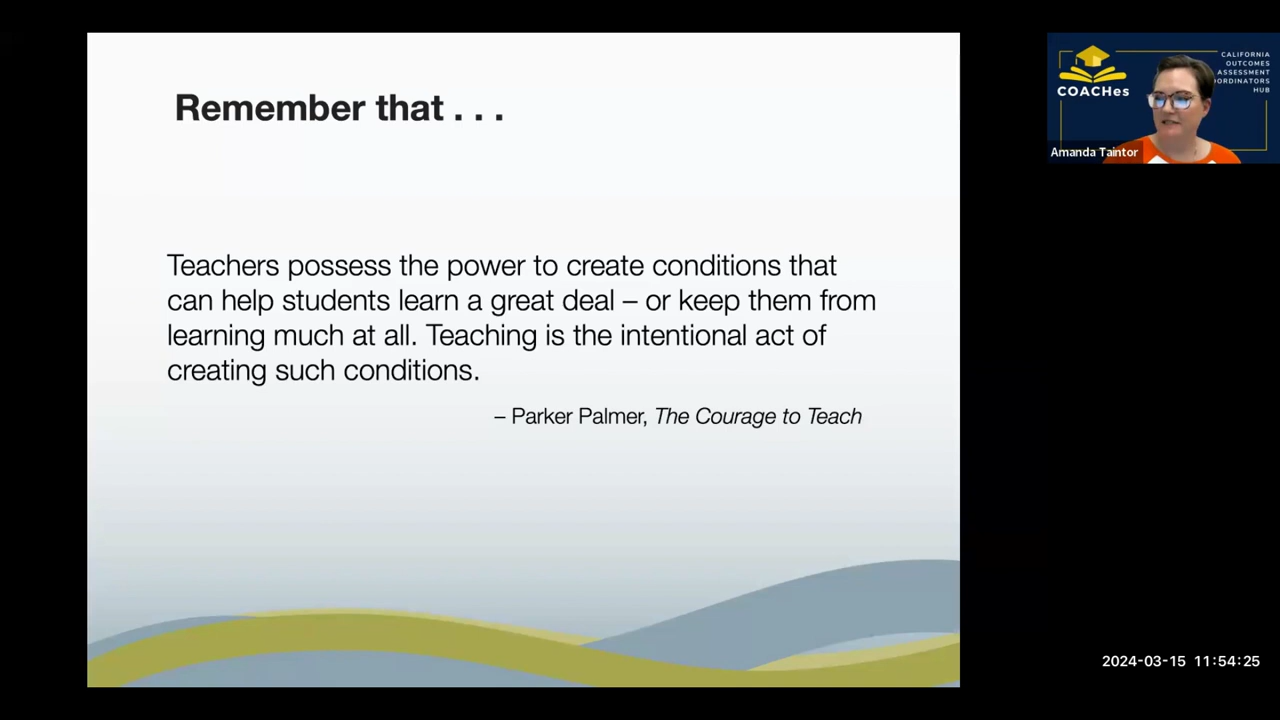 Remember that . . .
Teachers possess the power to create conditions that
can help students learn a great deal – or keep them from
learning much at all. Teaching is the intentional act of
creating such conditions.
– Parker Palmer, The Courage to Teach
CALIFORNIA
OUTCOMES
ASSESSMENT
ORDINATORS
HUB
COACHes
Amanda Taintor
2024-03-15 11:54:25